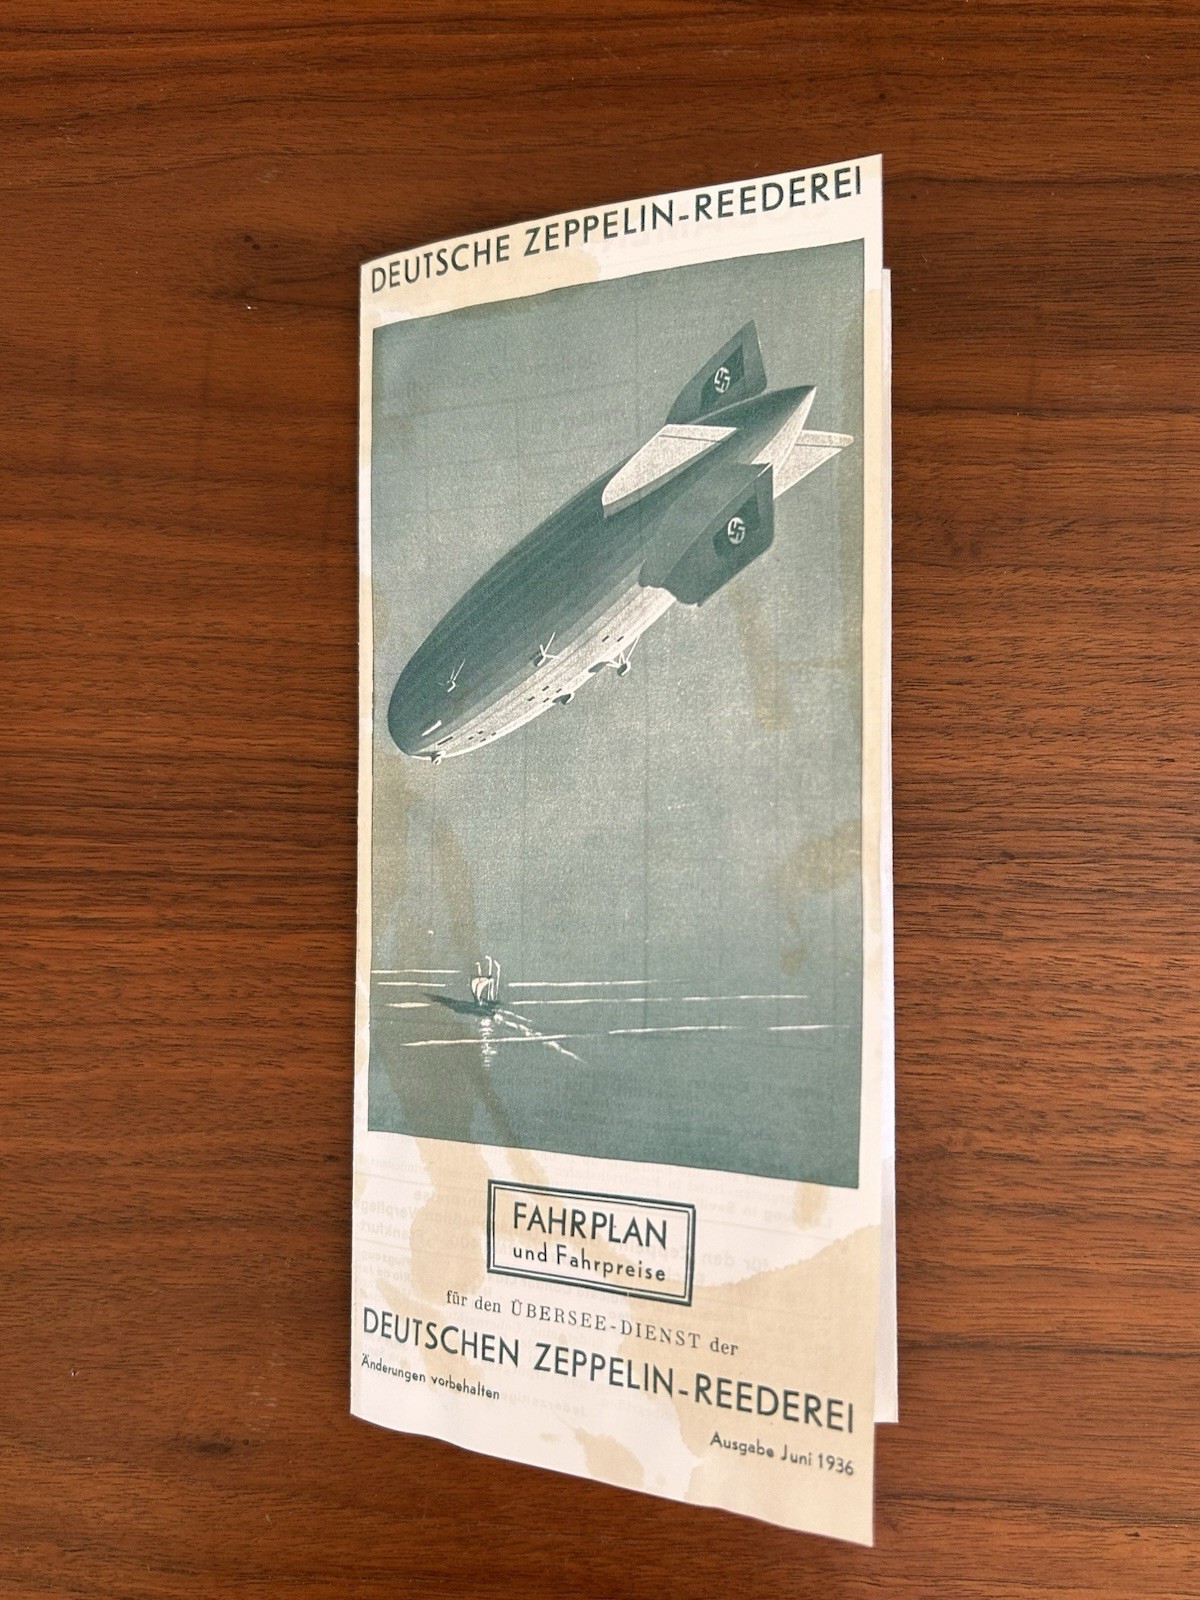 DEUTSCHE ZEPPELIN-REEDEREI
FAHRPLAN
und Fahrpreise
für den ÜBERSEE-DIENST der
DEUTSCHEN ZEPPELIN-REEDEREI
Änderungen vorbehalten
Ausgabe Juni 1936